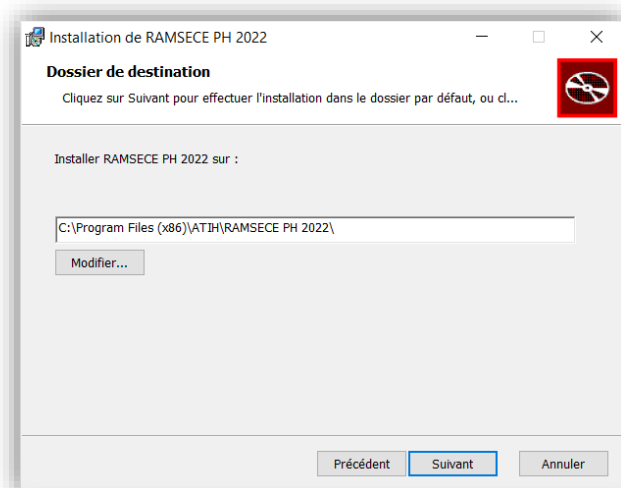 Installation de RAMSECE PH 2022
Dossier de destination
Cliquez sur Suivant pour effectuer l'installation dans le dossier par défaut, ou cl...
Installer RAMSECE PH 2022 sur :
C:\Program Files (x86)\ATIH\RAMSECE PH 2022\
Modifier...
Précédent Suivant Annuler